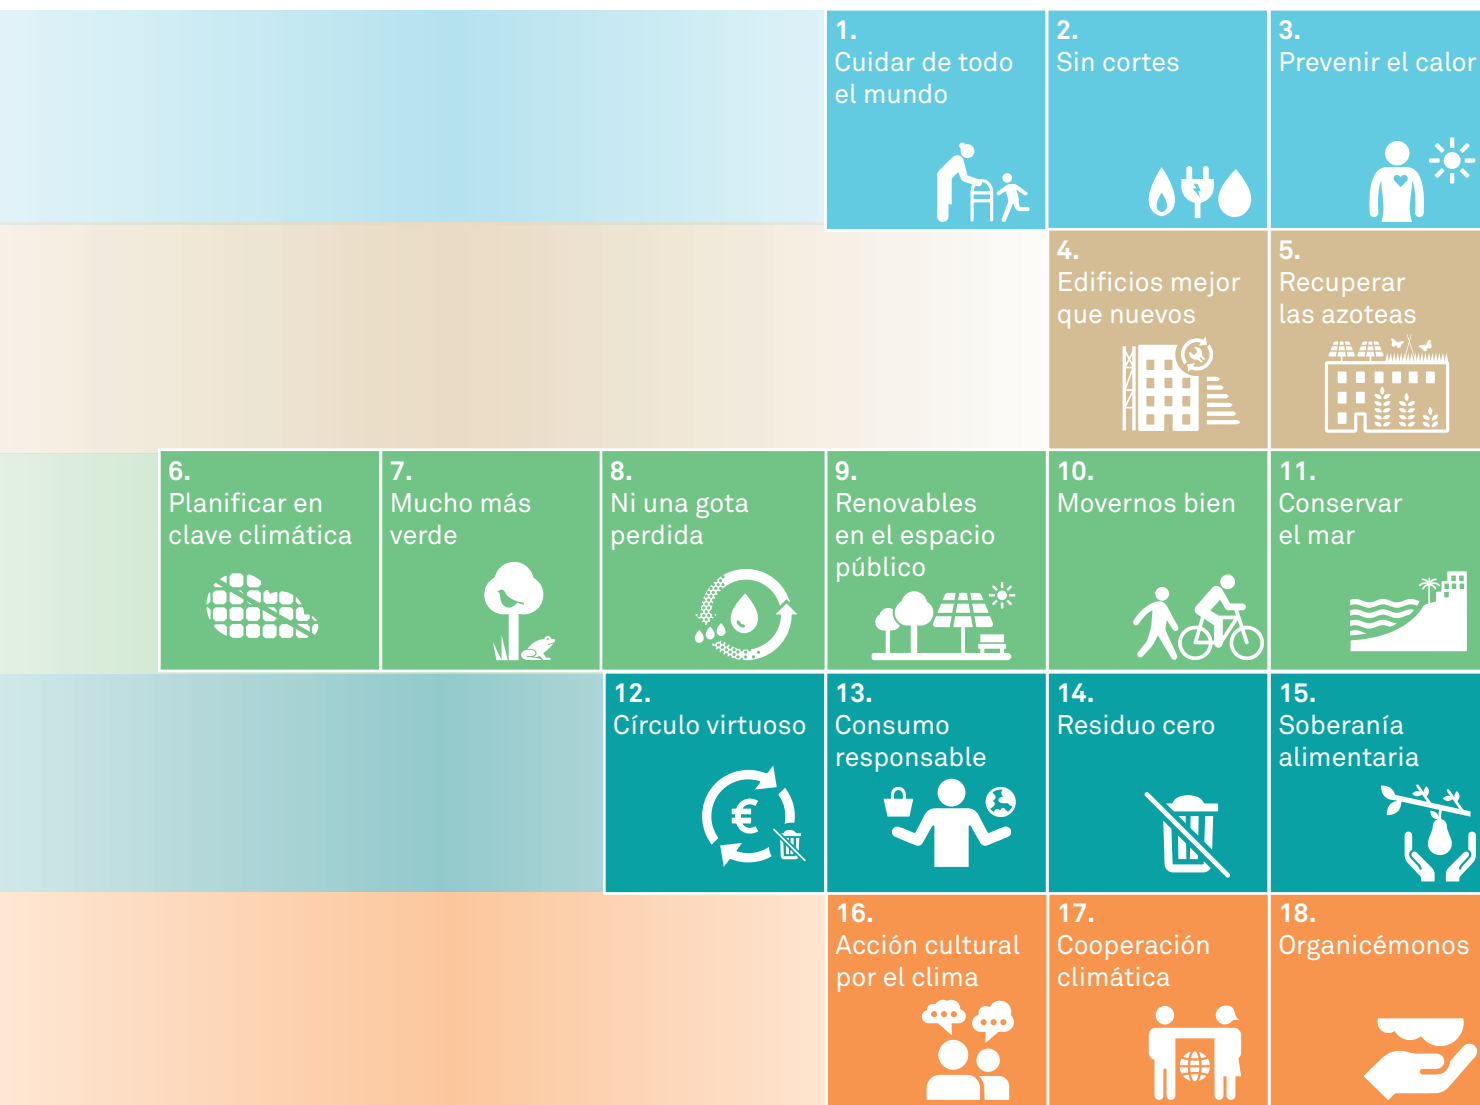 1.
Cuidar de todo
el mundo
2.
Sin cortes
3.
Prevenir el calor
4.
Edificios mejor
que nuevos
5.
Recuperar
las azoteas
6.
Planificar en
clave climática
7.
Mucho más
verde
8.
Ni una gota
perdida
9.
Renovables
en el espacio
público
10.
Movernos bien
11.
Conservar
el mar
12.
Círculo virtuoso
€
13.
Consumo
responsable
14.
Residuo cero
15.
Soberanía
alimentaria
16.
Acción cultural
por el clima
17.
Cooperación
climática
18.
Organicémonos